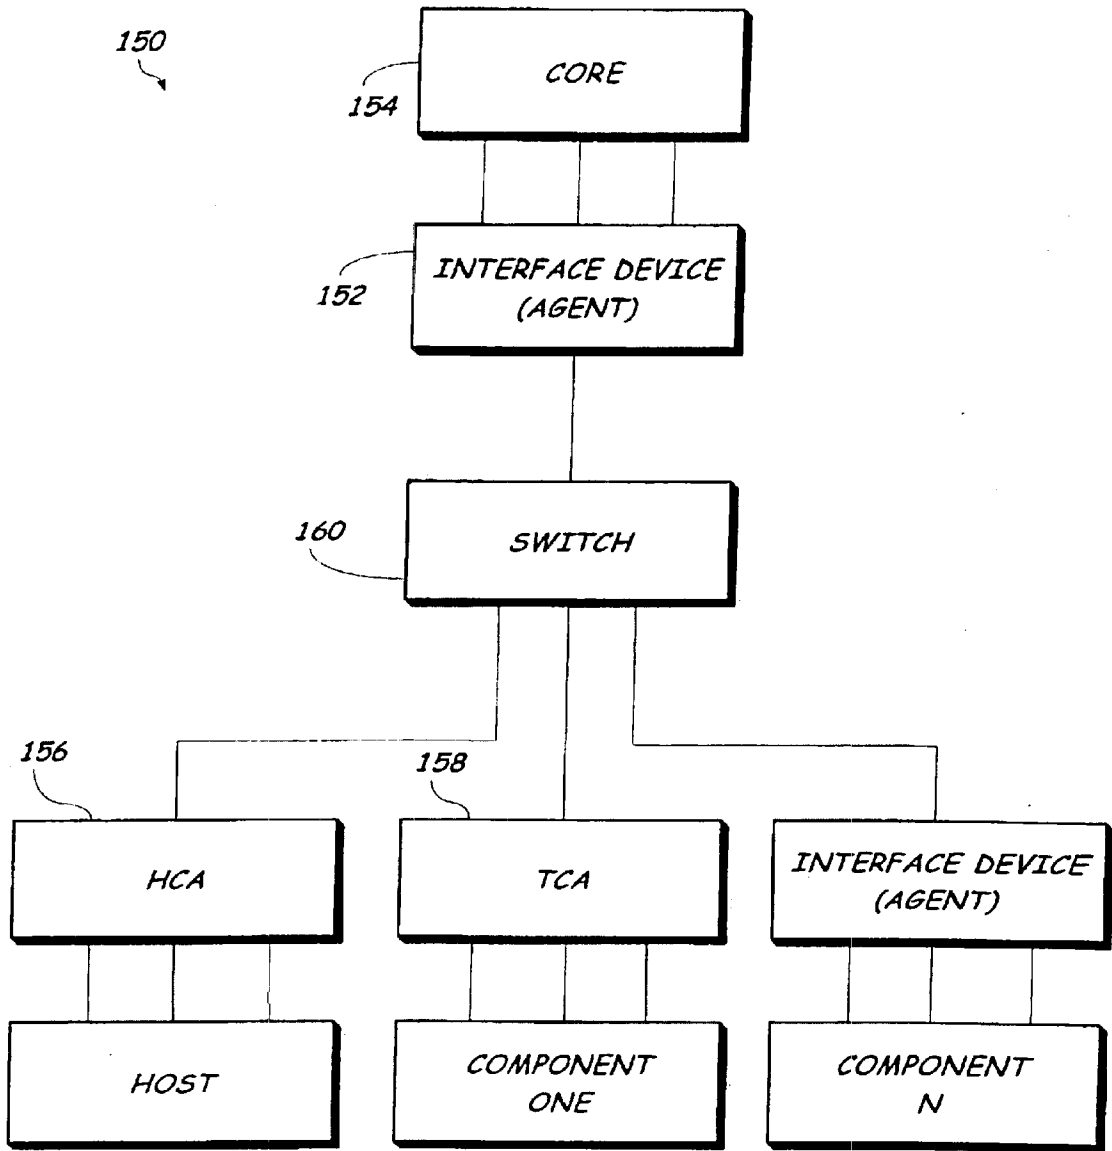 150
CORE
154
INTERFACE DEVICE
(AGENT)
152
SWITCH
160
156
158
HCA
TCA
INTERFACE DEVICE
(AGENT)
HOST
COMPONENT
ONE
COMPONENT
N